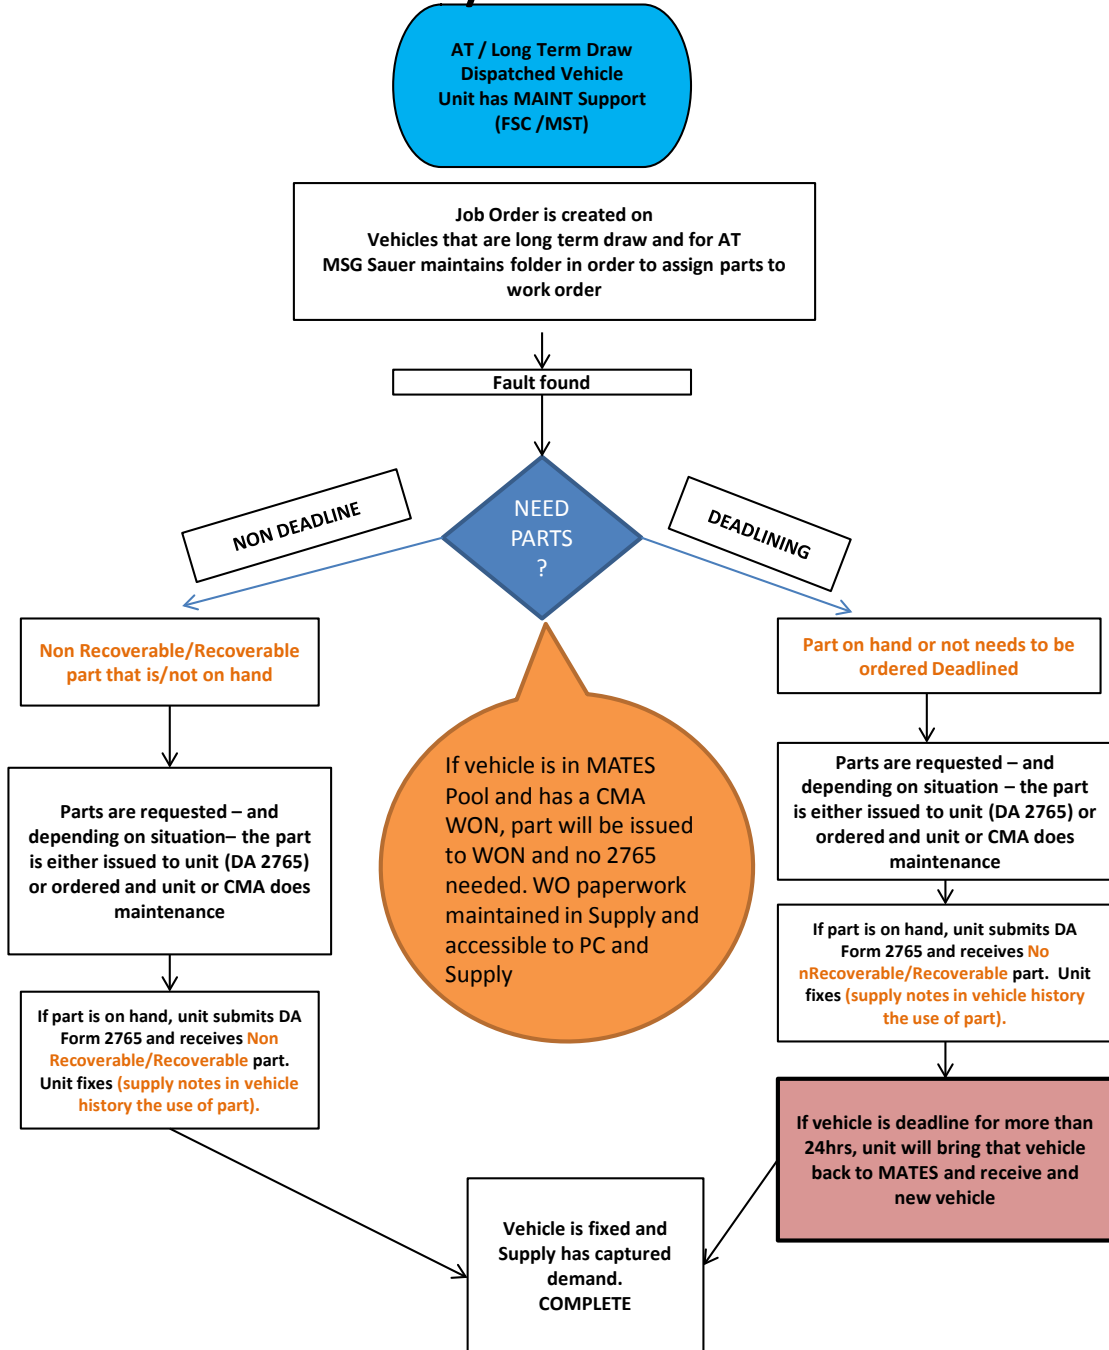 AT / Long Term Draw
Dispatched Vehicle
Unit has MAINT Support
(FSC /MST)
Job Order is created on
Vehicles that are long term draw and for AT
MSG Sauer maintains folder in order to assign parts to
work order
Fault found
NEED
PARTS
?
NON DEADLINE
DEADLINING
Non Recoverable/Recoverable
part that is/not on hand
Parts are requested – and
depending on situation– the part
is either issued to unit (DA 2765)
or ordered and unit or CMA does
maintenance
If part is on hand, unit submits DA
Form 2765 and receives Non
Recoverable/Recoverable part.
Unit fixes (supply notes in vehicle
history the use of part).
If vehicle is in MATES
Pool and has a CMA
WON, part will be issued
to WON and no 2765
needed. WO paperwork
maintained in Supply and
accessible to PC and
Supply
Part on hand or not needs to be
ordered Deadlined
Parts are requested – and
depending on situation – the part
is either issued to unit (DA 2765) or
ordered and unit or CMA does
maintenance
If part is on hand, unit submits DA
Form 2765 and receives No
nRecoverable/Recoverable part. Unit
fixes (supply notes in vehicle history
the use of part).
If vehicle is deadline for more than
24hrs, unit will bring that vehicle
back to MATES and receive and
new vehicle
Vehicle is fixed and
Supply has captured
demand.
COMPLETE